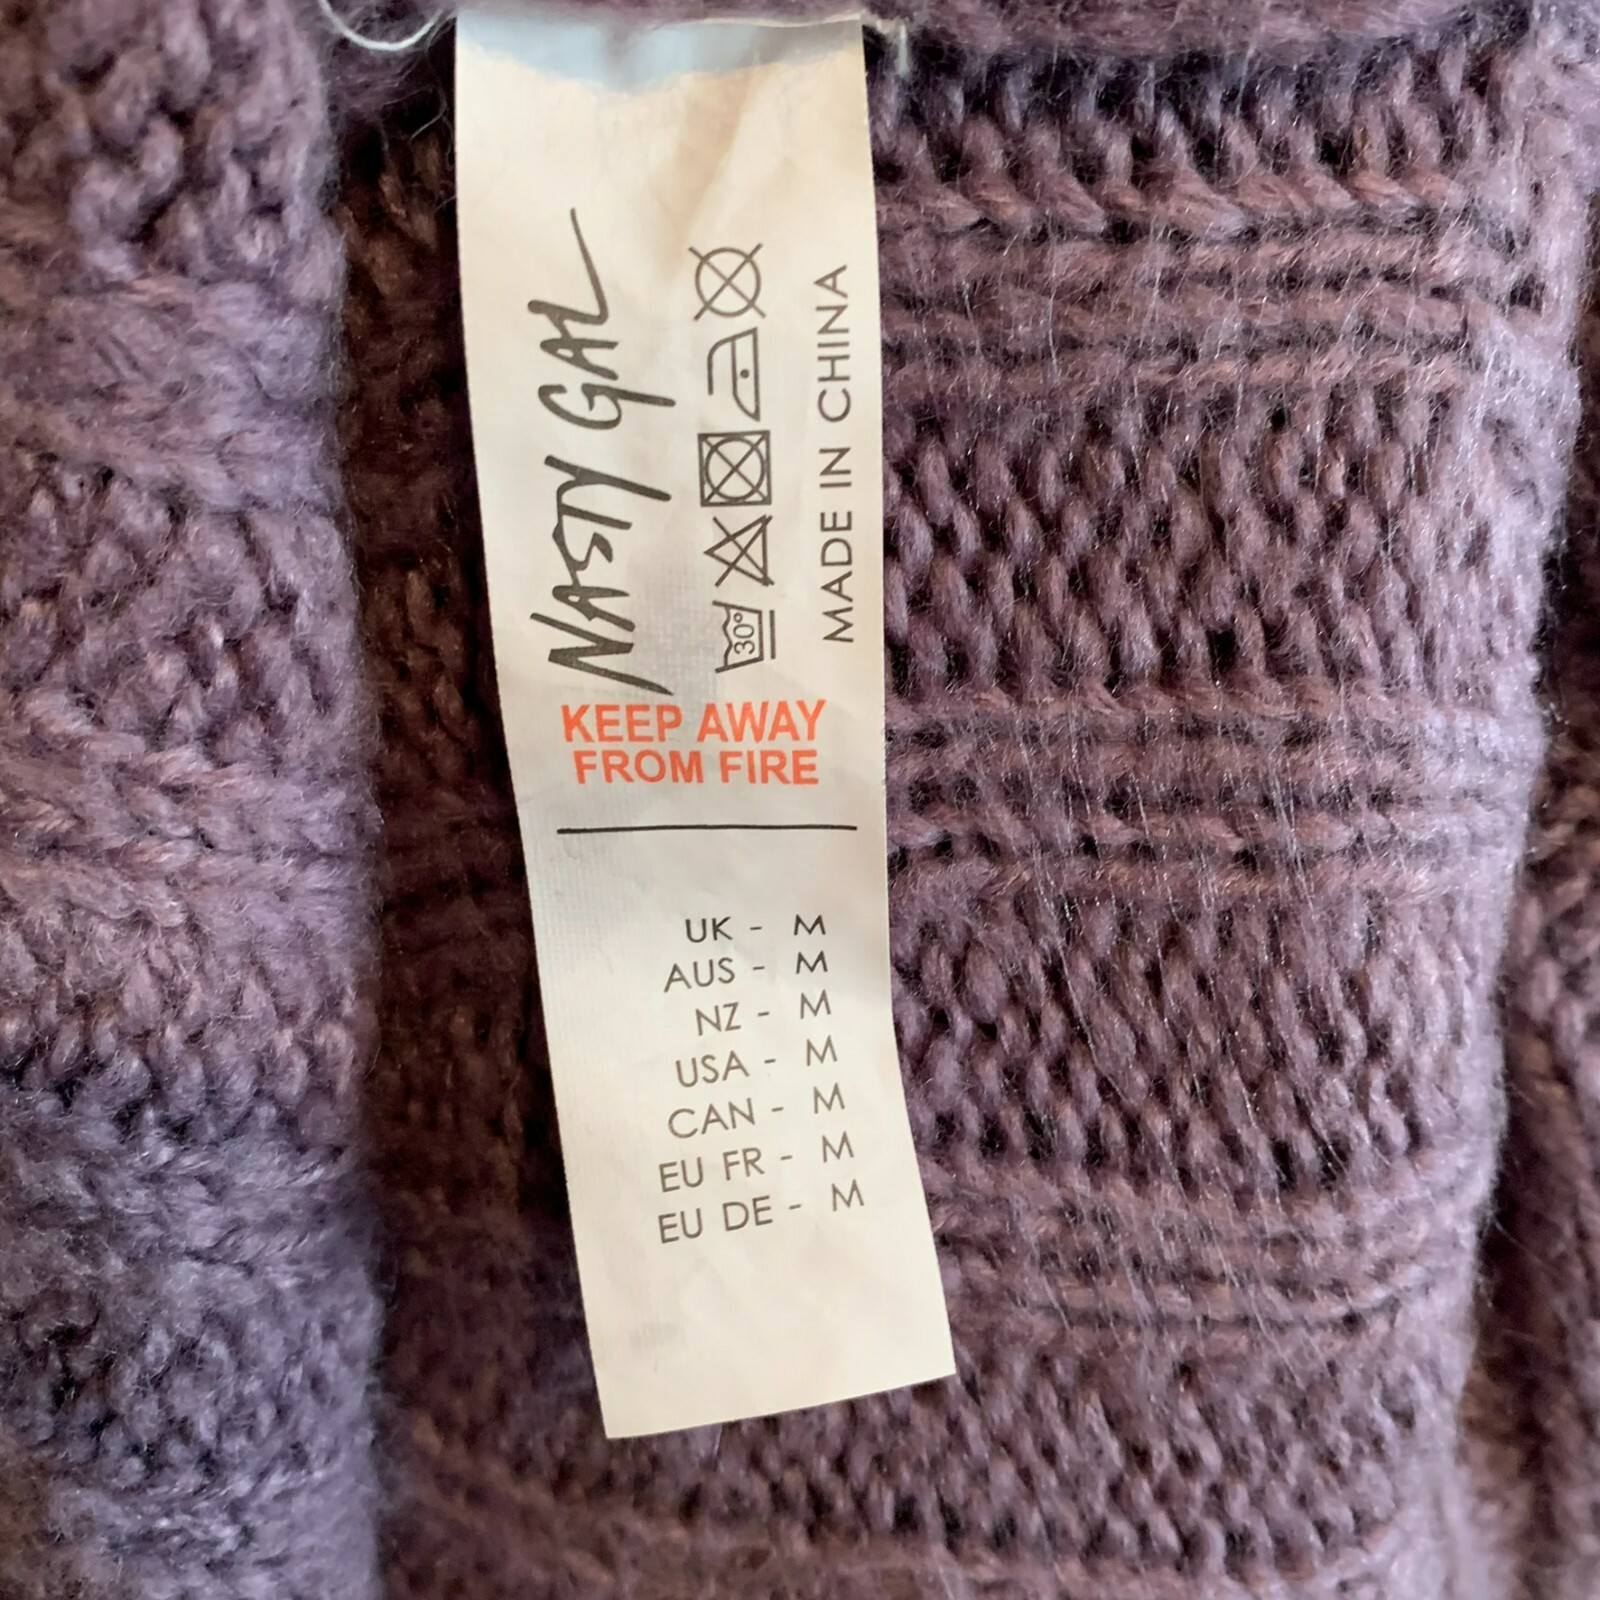 NASTY GAL
30°
MADE IN CHINA
KEEP AWAY
FROM FIRE
UK - M
AUS - M
NZ - M
USA - M
CAN - M
EU FR - M
EU DE - M